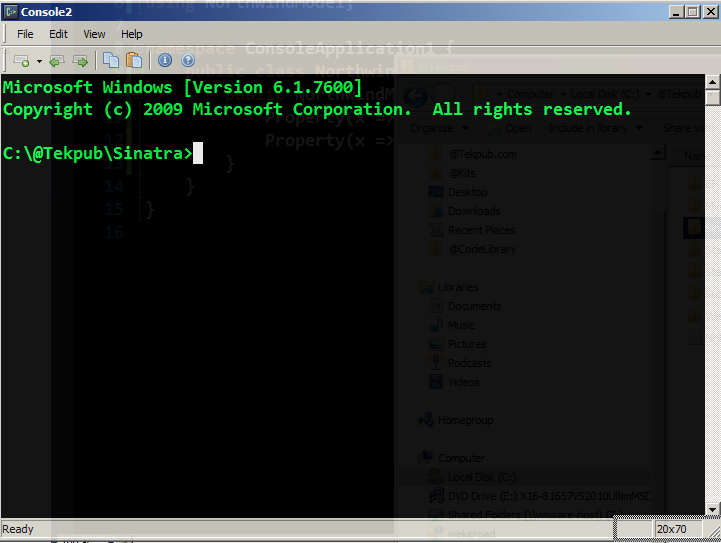 Console2
File Edit View Help
using NorthwindModel;
ConsoleApplication1 {
public class Northwin
Microsoft Windows [Version 6.1.7600]
Copyright (c) 2009 Microsoft Corporation.  All rights reserved.
C:\@Tekpub\Sinatra>
Property(x =>
Property(x =>
}
14 }
15 }
16
Computer Local Disk (C:) @Tekpub
Organize Open Include in library Share with
Name
@Tekpub.com
@Kits
Desktop
Downloads
Recent Places
@CodeLibrary
Libraries
Documents
Music
Pictures
Podcasts
Videos
Homegroup
Computer
Local Disk (C:)
DVD Drive (E:) X16-81657VS2010UltimMSD
Shared Folders (\\vmware-host) (Z:)
wekeroad
Ready 20x70